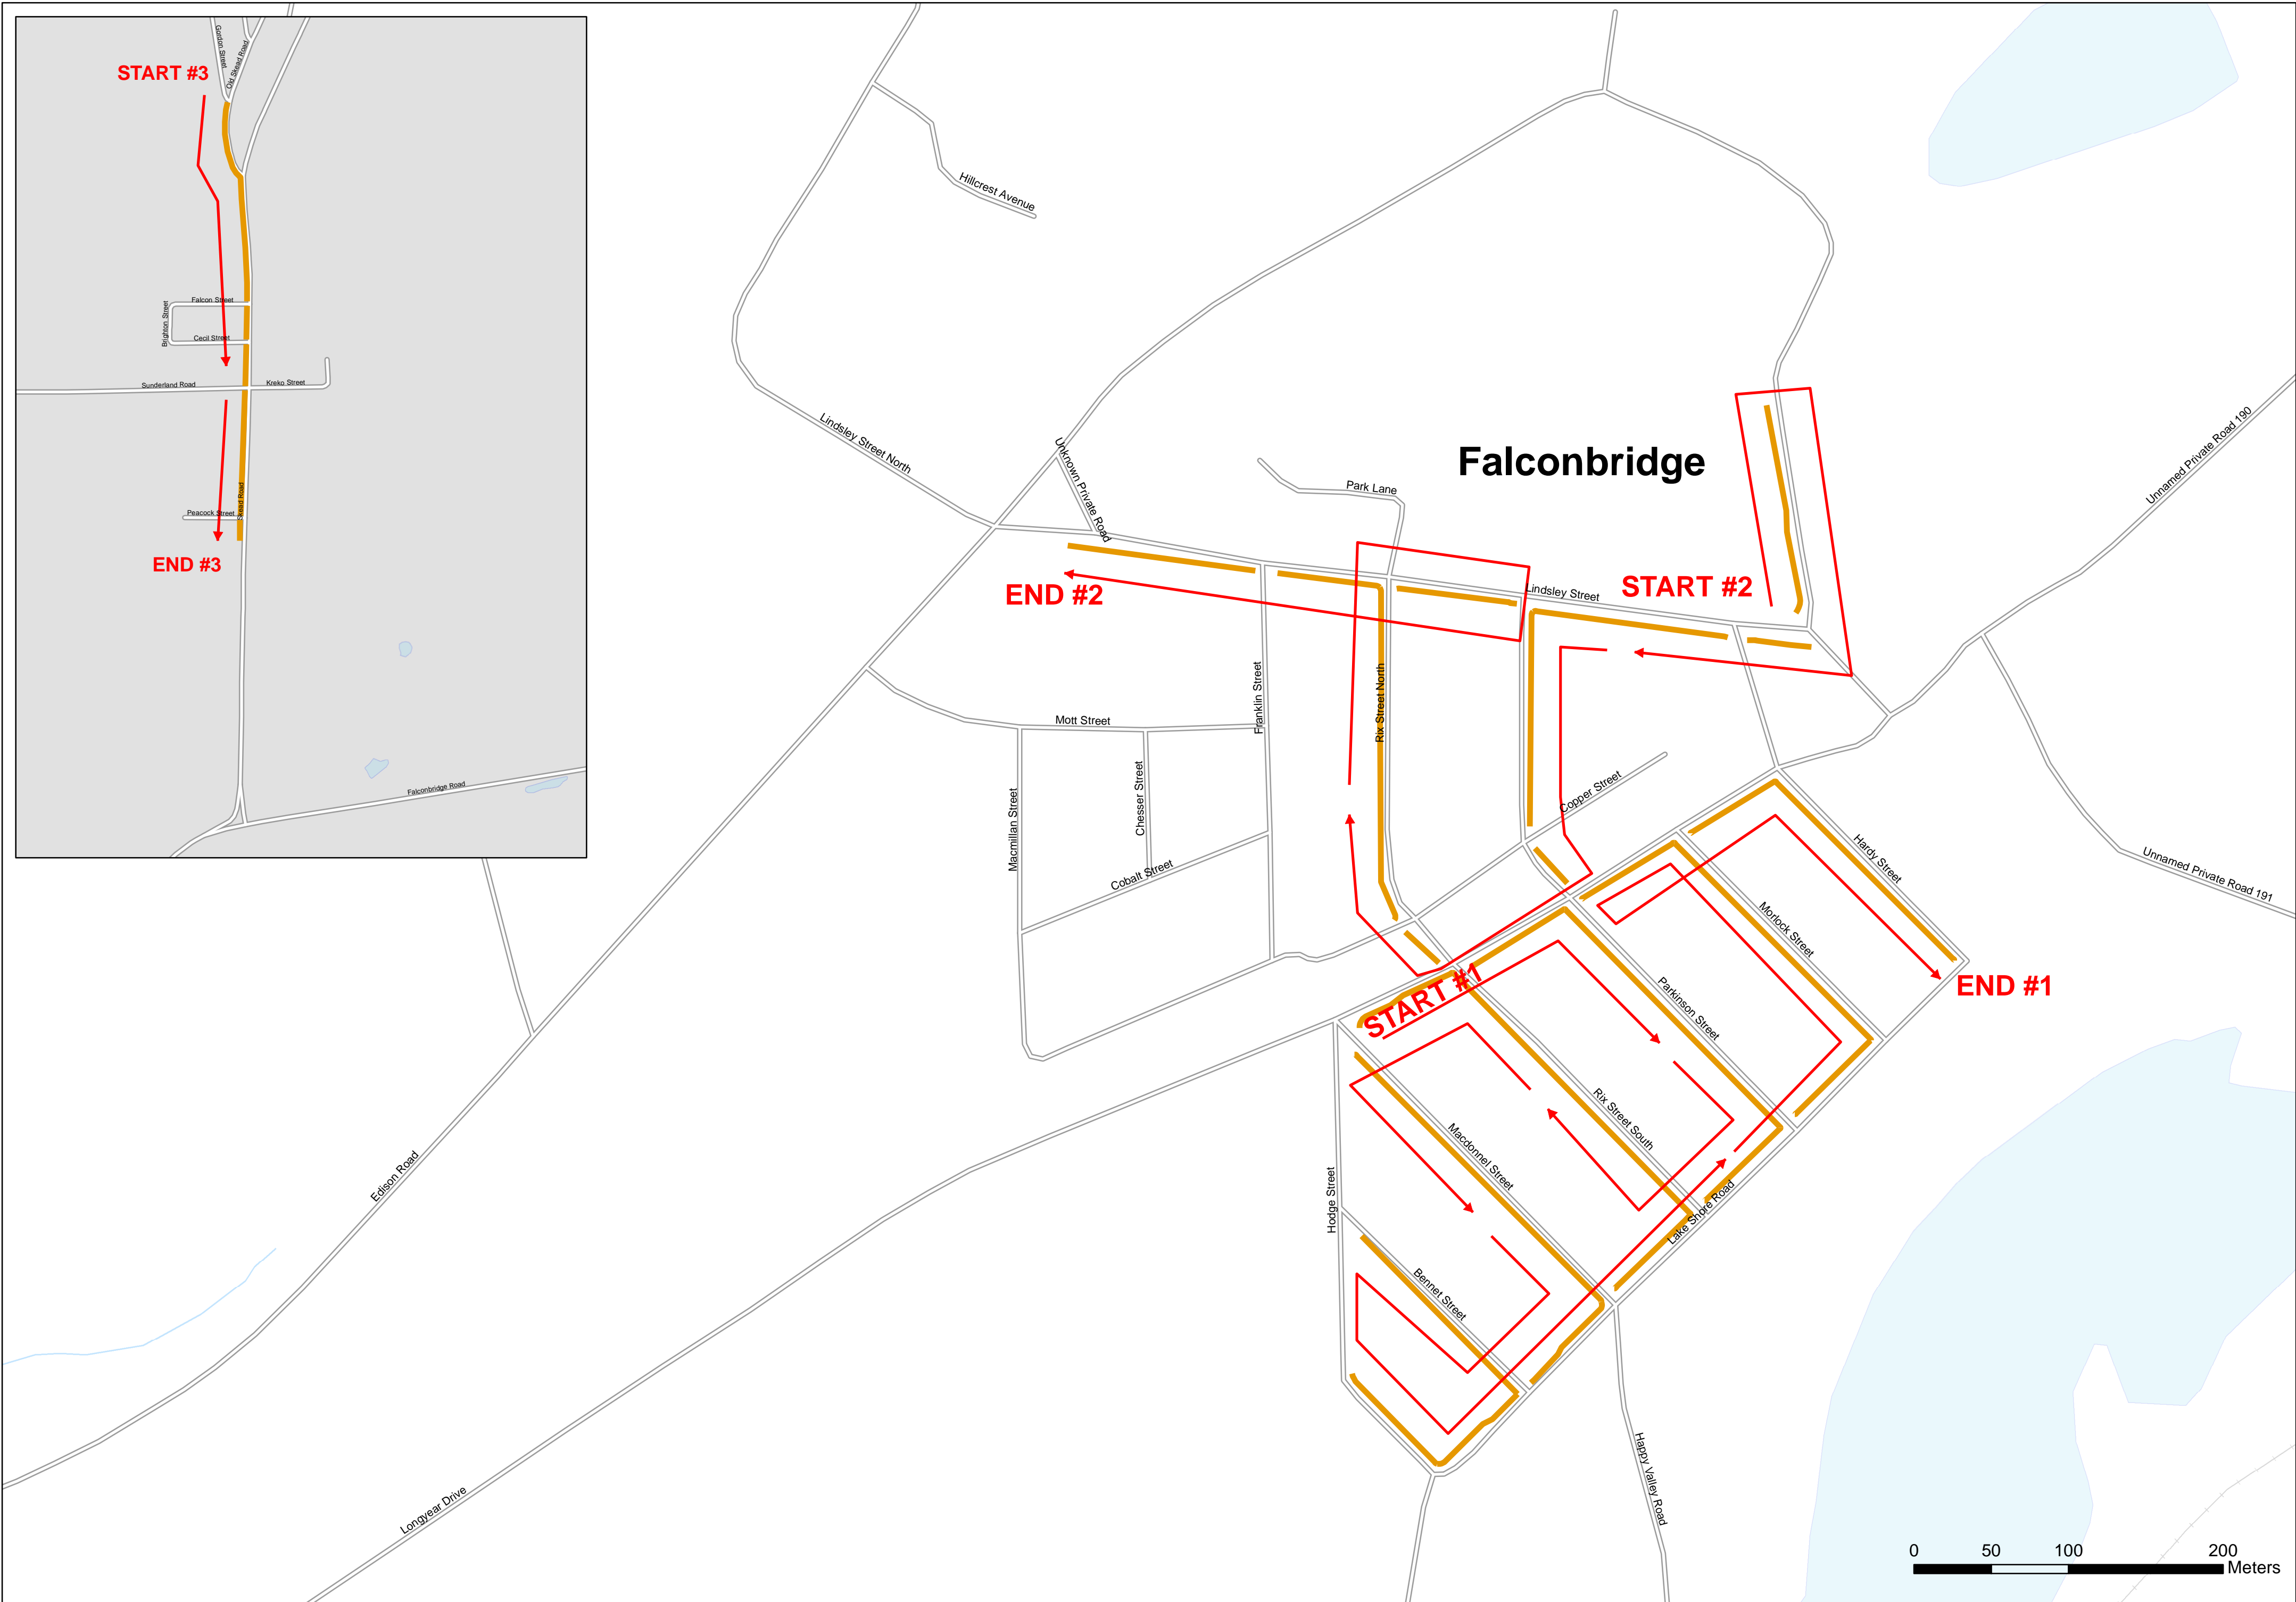 Gordon Street
Old Skead Road
START #3
Falcon Street
Brighton Street
Cecil Street
Sunderland Road
Kreko Street
Skead Road
Peacock Street
END #3
Falconbridge Road
Hillcrest Avenue
Lindsley Street North
Unknown Private Road
Park Lane
Falconbridge
Unnamed Private Road 190
END #2
Lindsley Street
START #2
Franklin Street
Rix Street North
Mott Street
Macmillan Street
Chesser Street
Cobalt Street
Copper Street
Hardy Street
Unnamed Private Road 191
Morlock Street
START #1
Parkinson Street
END #1
Rix Street South
Macdonnel Street
Edison Road
Hodge Street
Lake Shore Road
Bennet Street
Happy Valley Road
Longyear Drive
0 50 100 200
Meters